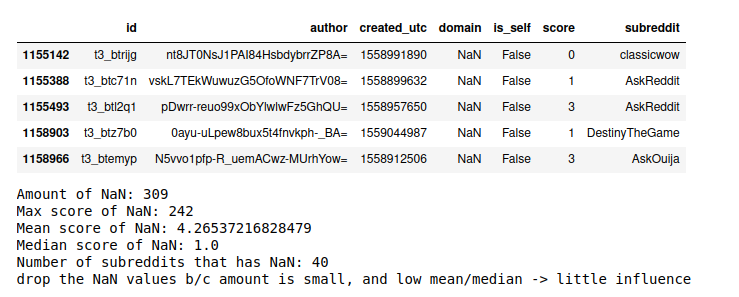 id author created_utc domain is_self score subreddit
1155142 t3_btrijg nt8JT0NsJ1PAI84HsbdybrrZP8A= 1558991890 NaN False 0 classicwow
1155388 t3_btc71n vskL7TEkWuwuzG5OfoWNF7TrV08= 1558899632 NaN False 1 AskReddit
1155493 t3_btl2q1 pDwrr-reuo99xObYlwlwFz5GhQU= 1558957650 NaN False 3 AskReddit
1158903 t3_btz7b0 0ayu-uLpew8bux5t4fnvkph-_BA= 1559044987 NaN False 1 DestinyTheGame
1158966 t3_btemyp N5vvo1pfp-R_uemACwz-MUrhYow= 1558912506 NaN False 3 AskOuija
Amount of NaN: 309
Max score of NaN: 242
Mean score of NaN: 4.26537216828479
Median score of NaN: 1.0
Number of subreddits that has NaN: 40
drop the NaN values b/c amount is small, and low mean/median -> little influence